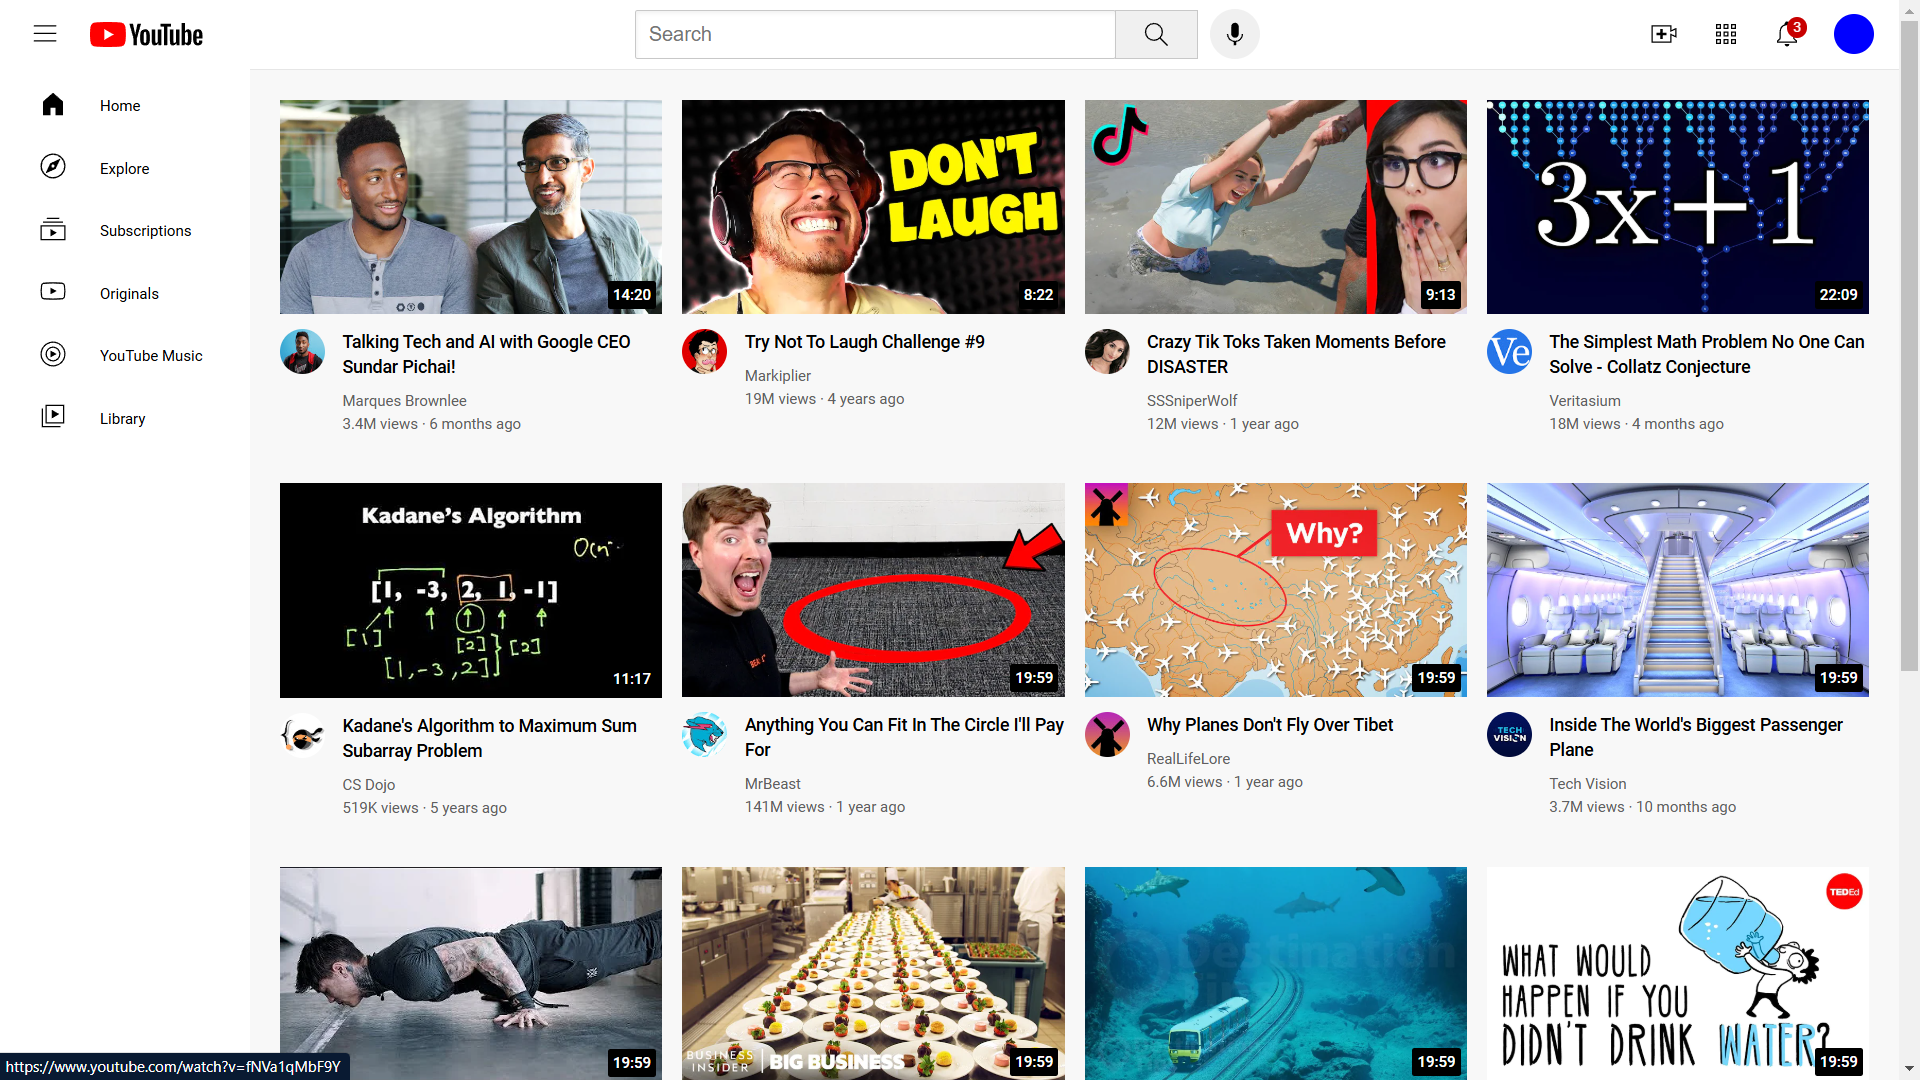 YouTube
Search
3
Home
Explore
Subscriptions
Originals
YouTube Music
Library
14:20
Talking Tech and AI with Google CEO
Sundar Pichai!
Marques Brownlee
3.4M views · 6 months ago
DON'T
LAUGH
8:22
Try Not To Laugh Challenge #9
Markiplier
19M views · 4 years ago
9:13
Crazy Tik Toks Taken Moments Before
DISASTER
SSSniperWolf
12M views · 1 year ago
3x+1
22:09
Ve
The Simplest Math Problem No One Can
Solve - Collatz Conjecture
Veritasium
18M views · 4 months ago
Kadane's Algorithm
[1, -3, 2, 1, -1]
[1]
[2]
[2]
[1,-3,2]
11:17
Kadane's Algorithm to Maximum Sum
Subarray Problem
CS Dojo
519K views · 5 years ago
19:59
Anything You Can Fit In The Circle I'll Pay
For
MrBeast
141M views · 1 year ago
Why?
19:59
Why Planes Don't Fly Over Tibet
RealLifeLore
6.6M views · 1 year ago
19:59
TECH
VISION
Inside The World's Biggest Passenger
Plane
Tech Vision
3.7M views · 10 months ago
19:59
BUSINESS
INSIDER
BIG BUSINESS
19:59
Destination
19:59
TEDEd
WHAT WOULD
HAPPEN IF YOU
DIDN'T DRINK
WATER?
19:59
https://www.youtube.com/watch?v=fNVa1qMbF9Y